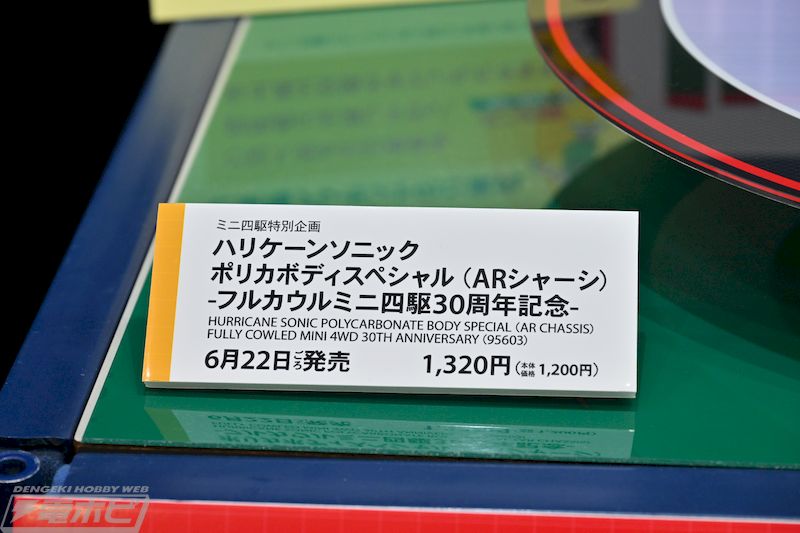 ミニ四駆特別企画
ハリケーンソニック
ポリカボディスペシャル（ARシャーシ）
-フルカウルミニ四駆30周年記念-
HURRICANE SONIC POLYCARBONATE BODY SPECIAL (AR CHASSIS)
FULLY COWLED MINI 4WD 30TH ANNIVERSARY (95603)
6月22日ごろ発売 1,320円（本体価格1,200円）
DENGEKI HOBBY WEB
電ホビ